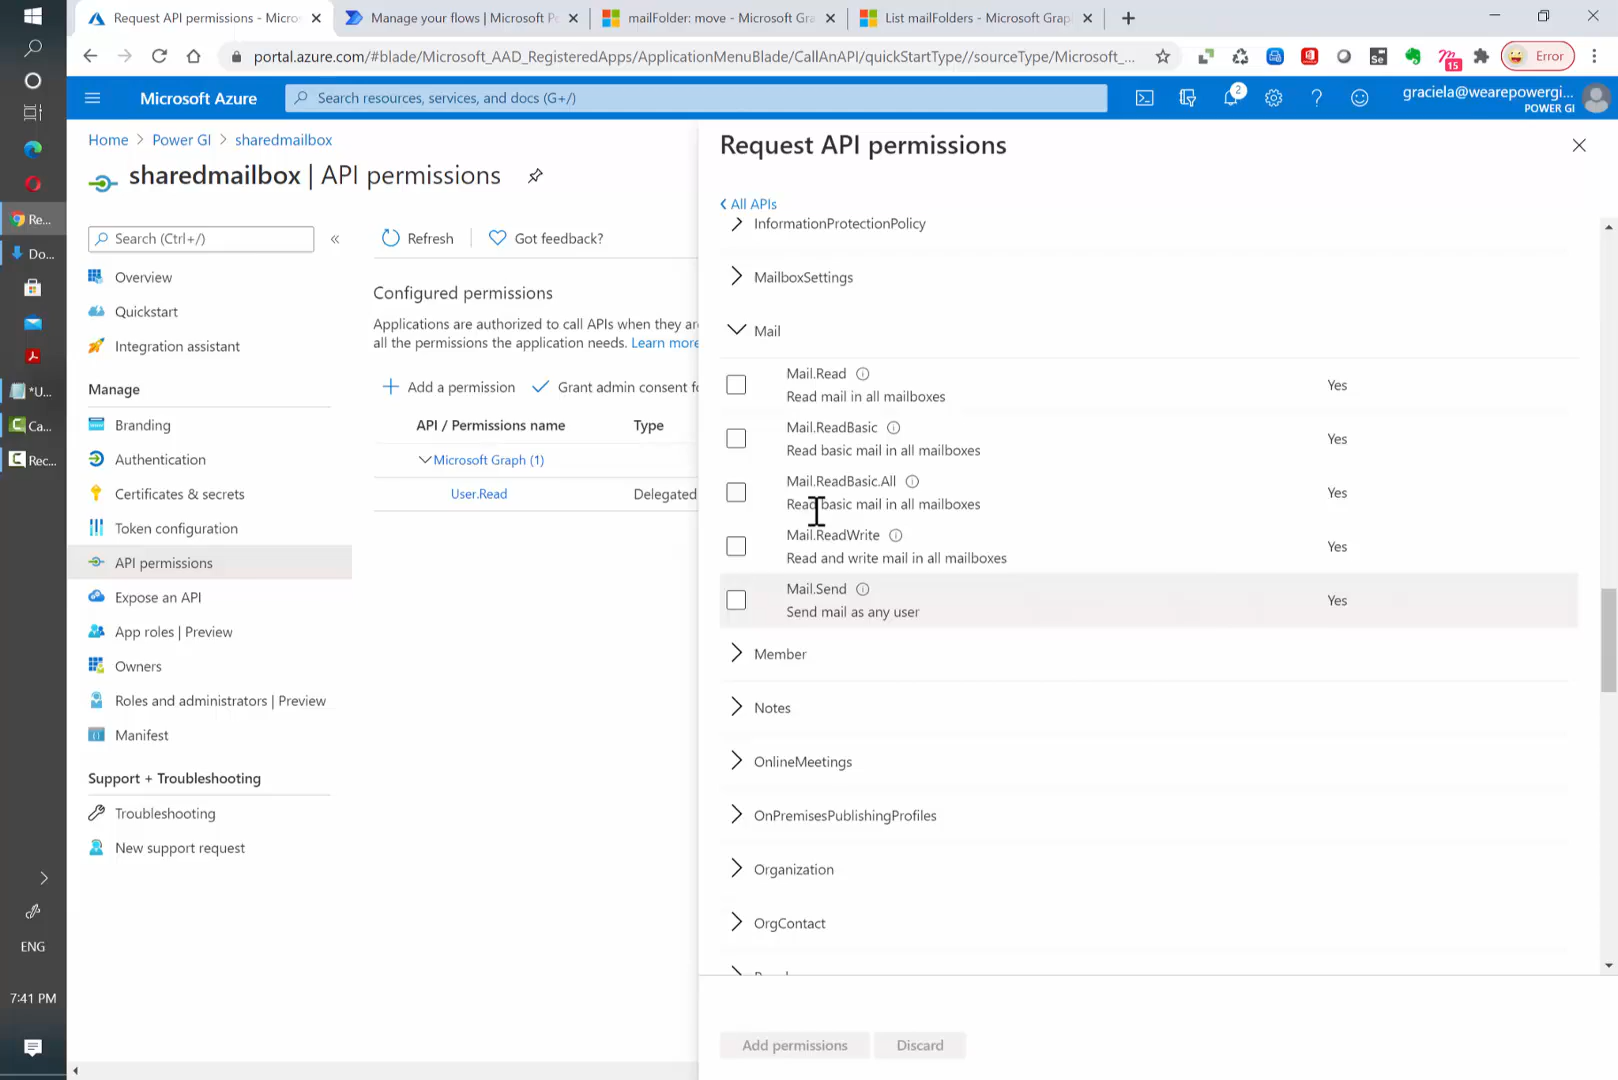 Request API permissions - Micros
Manage your flows | Microsoft Po
mailFolder: move - Microsoft Gra
List mailFolders - Microsoft Graph
portal.azure.com/#blade/Microsoft_AAD_RegisteredApps/ApplicationMenuBlade/CallAnAPI/quickStartType//sourceType/Microsoft_...
15
Error
Microsoft Azure
Search resources, services, and docs (G+/)
2
graciela@wearepowergi...
POWER GI
Home > Power GI > sharedmailbox
sharedmailbox | API permissions
Search (Ctrl+/)
«
Overview
Quickstart
Integration assistant
Manage
Branding
Authentication
Certificates & secrets
Token configuration
API permissions
Expose an API
App roles | Preview
Owners
Roles and administrators | Preview
Manifest
Support + Troubleshooting
Troubleshooting
New support request
Refresh
Got feedback?
Configured permissions
Applications are authorized to call APIs when they are
all the permissions the application needs. Learn more
Add a permission
Grant admin consent fo
API / Permissions name
Type
Microsoft Graph (1)
User.Read
Delegated
Request API permissions
All APIs
InformationProtectionPolicy
MailboxSettings
Mail
Mail.Read
Read mail in all mailboxes
Yes
Mail.ReadBasic
Read basic mail in all mailboxes
Yes
Mail.ReadBasic.All
Read basic mail in all mailboxes
Yes
Mail.ReadWrite
Read and write mail in all mailboxes
Yes
Mail.Send
Send mail as any user
Yes
Member
Notes
OnlineMeetings
OnPremisesPublishingProfiles
Organization
OrgContact
Add permissions
Discard
Re...
Do...
*U...
Ca...
Rec...
ENG
7:41 PM